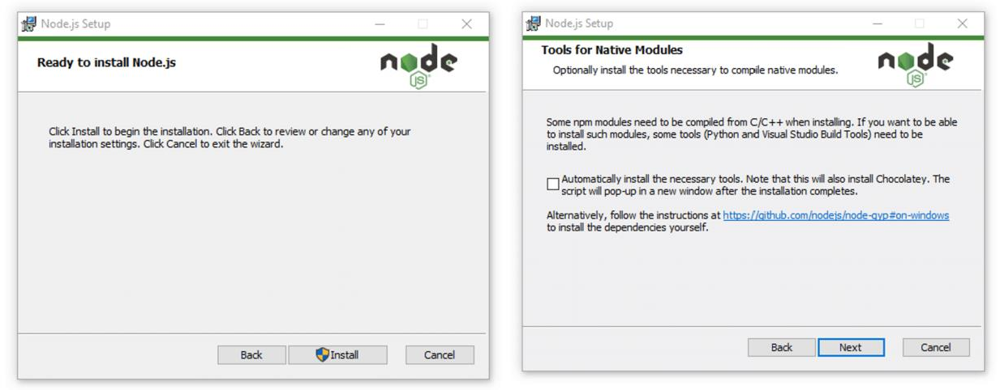 Node.js Setup
Ready to install Node.js
node
JS
Click Install to begin the installation. Click Back to review or change any of your
installation settings. Click Cancel to exit the wizard.
Back
Install
Cancel
Node.js Setup
Tools for Native Modules
Optionally install the tools necessary to compile native modules.
node
JS
Some npm modules need to be compiled from C/C++ when installing. If you want to be able
to install such modules, some tools (Python and Visual Studio Build Tools) need to be
installed.
Automatically install the necessary tools. Note that this will also install Chocolatey. The
script will pop-up in a new window after the installation completes.
Alternatively, follow the instructions at https://github.com/nodejs/node-gyp#on-windows
to install the dependencies yourself.
Back
Next
Cancel